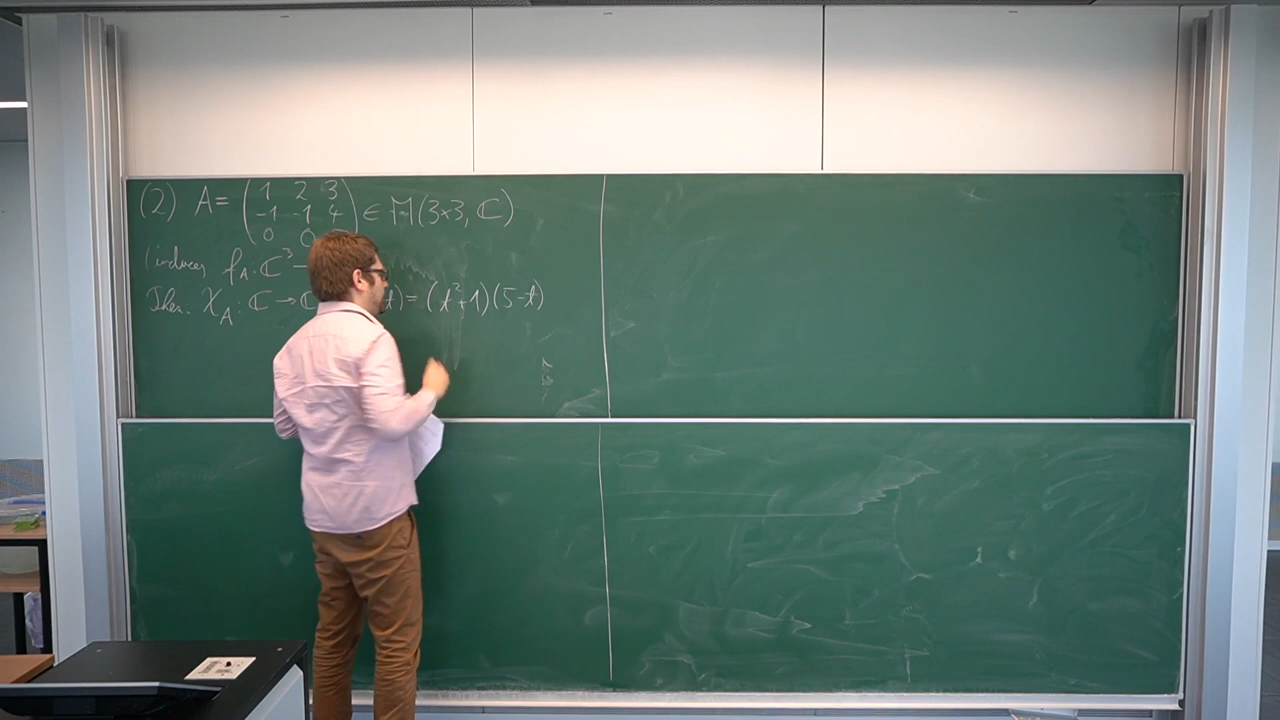 (2) A = ( 1 2 3
-1 -1 4 ) ∈ M(3×3, ℂ)
0 0
(induces f_A: ℂ³ –
Then. χ_A: ℂ → ℂ t) = (t²+1)(5-t)